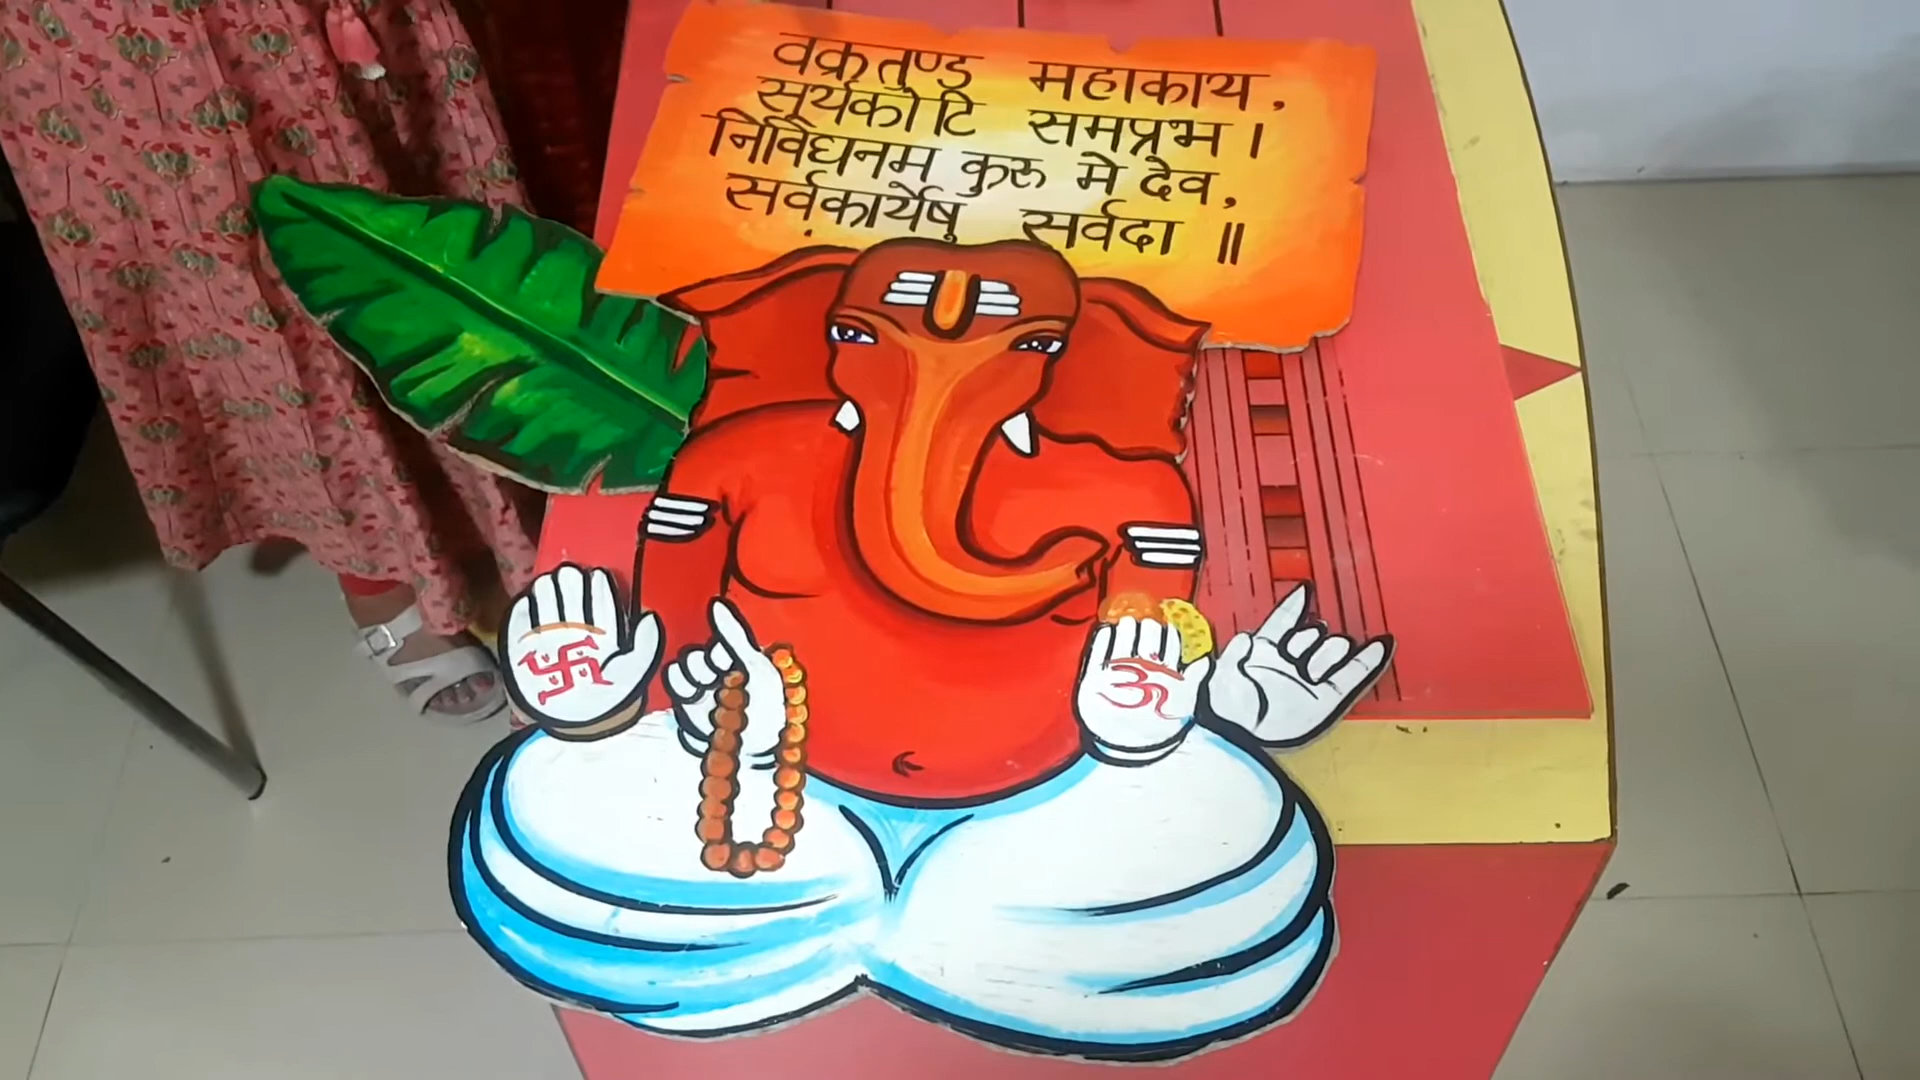 वक्रतुण्ड महाकाय,
सूर्यकोटि समप्रभ।
निर्विघनम कुरू मे देव,
सर्वकार्येषु सर्वदा॥
ॐ